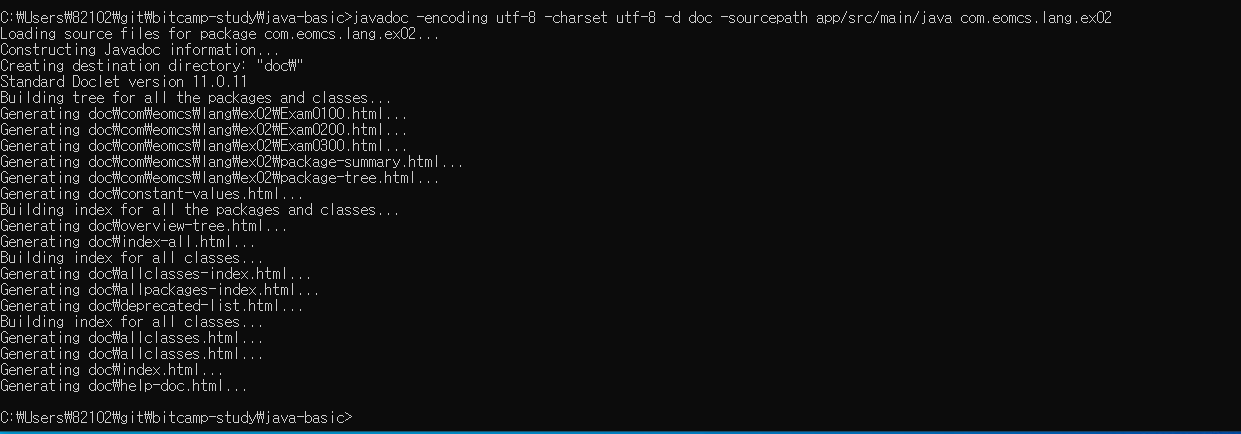 C:₩Users₩82102₩git₩bitcamp-study₩java-basic>javadoc -encoding utf-8 -charset utf-8 -d doc -sourcepath app/src/main/java com.eomcs.lang.ex02
Loading source files for package com.eomcs.lang.ex02...
Constructing Javadoc information...
Creating destination directory: "doc₩"
Standard Doclet version 11.0.11
Building tree for all the packages and classes...
Generating doc₩com₩eomcs₩lang₩ex02₩Exam0100.html...
Generating doc₩com₩eomcs₩lang₩ex02₩Exam0200.html...
Generating doc₩com₩eomcs₩lang₩ex02₩Exam0300.html...
Generating doc₩com₩eomcs₩lang₩ex02₩package-summary.html...
Generating doc₩com₩eomcs₩lang₩ex02₩package-tree.html...
Generating doc₩constant-values.html...
Building index for all the packages and classes...
Generating doc₩overview-tree.html...
Generating doc₩index-all.html...
Building index for all classes...
Generating doc₩allclasses-index.html...
Generating doc₩allpackages-index.html...
Generating doc₩deprecated-list.html...
Building index for all classes...
Generating doc₩allclasses.html...
Generating doc₩allclasses.html...
Generating doc₩index.html...
Generating doc₩help-doc.html...
C:₩Users₩82102₩git₩bitcamp-study₩java-basic>